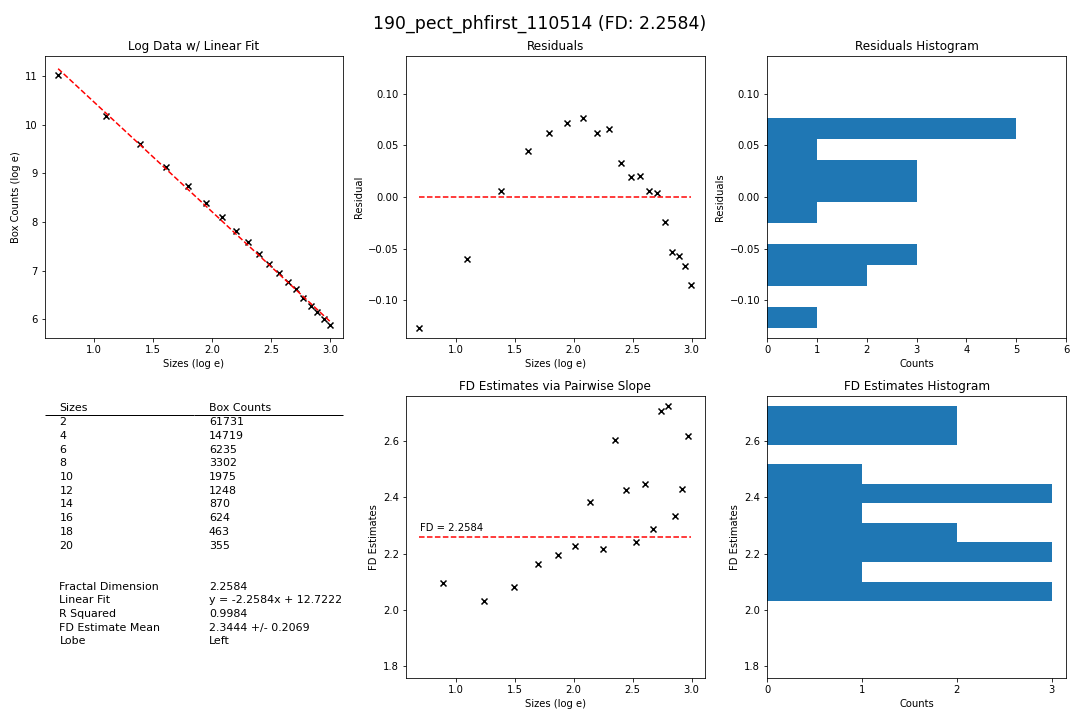 190_pect_phfirst_110514 (FD: 2.2584)
Log Data w/ Linear Fit
11
10
9
8
7
6
Box Counts (log e)
1.0 1.5 2.0 2.5 3.0
Sizes (log e)
Residuals
0.10
0.05
0.00
−0.05
−0.10
Residual
1.0 1.5 2.0 2.5 3.0
Sizes (log e)
Residuals Histogram
0.10
0.05
0.00
−0.05
−0.10
Residuals
0 1 2 3 4 5 6
Counts
Sizes Box Counts
2 61731
4 14719
6 6235
8 3302
10 1975
12 1248
14 870
16 624
18 463
20 355
Fractal Dimension 2.2584
Linear Fit y = -2.2584x + 12.7222
R Squared 0.9984
FD Estimate Mean 2.3444 +/- 0.2069
Lobe Left
FD Estimates via Pairwise Slope
2.6
2.4
2.2
2.0
1.8
FD Estimates
FD = 2.2584
1.0 1.5 2.0 2.5 3.0
Sizes (log e)
FD Estimates Histogram
2.6
2.4
2.2
2.0
1.8
FD Estimates
0 1 2 3
Counts